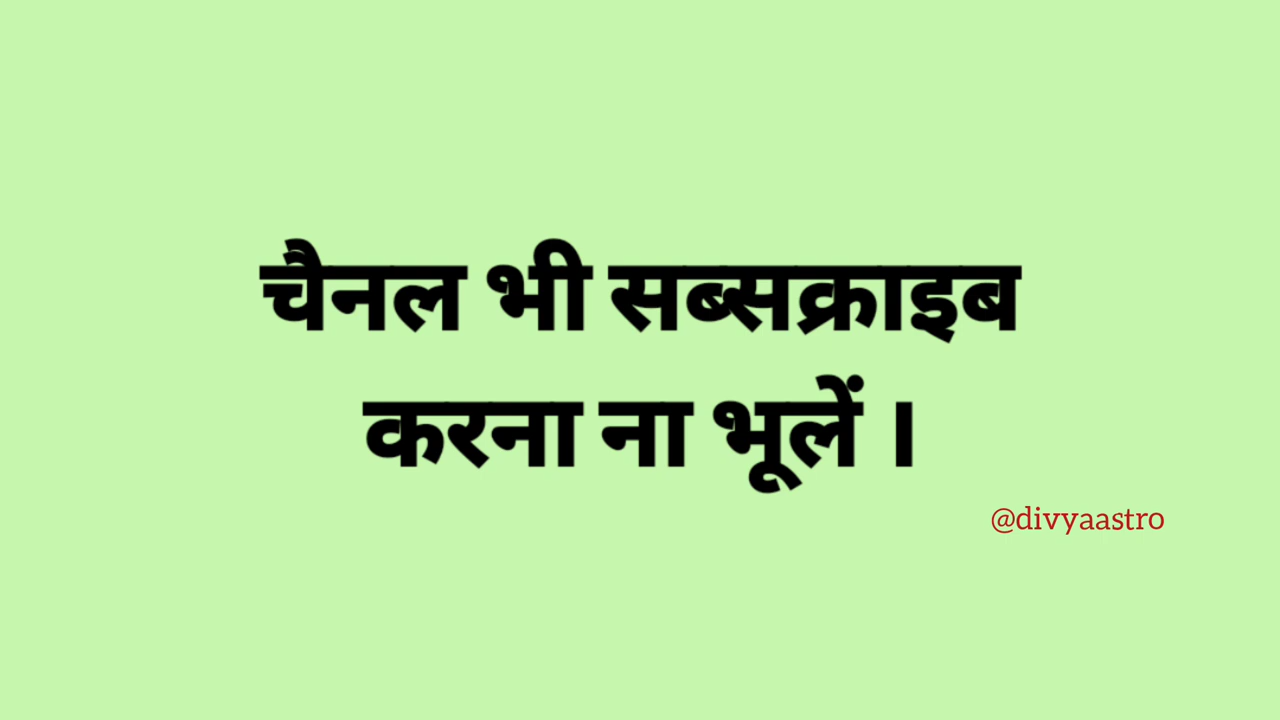 चैनल भी सब्सक्राइब
करना ना भूलें ।
@divyaastro